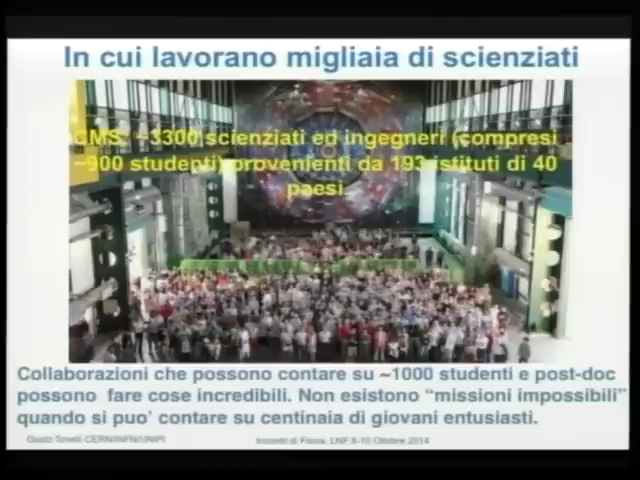 In cui lavorano migliaia di scienziati
CMS: ~3300 scienziati ed ingegneri (compresi
~900 studenti) provenienti da 193 istituti di 40
paesi.
Collaborazioni che possono contare su ~1000 studenti e post-doc
possono fare cose incredibili. Non esistono “missioni impossibili”
quando si puo’ contare su centinaia di giovani entusiasti.
Guido Tonelli CERN/INFN/UNIPI
Incontri di Fisica, LNF 8-10 Ottobre 2014